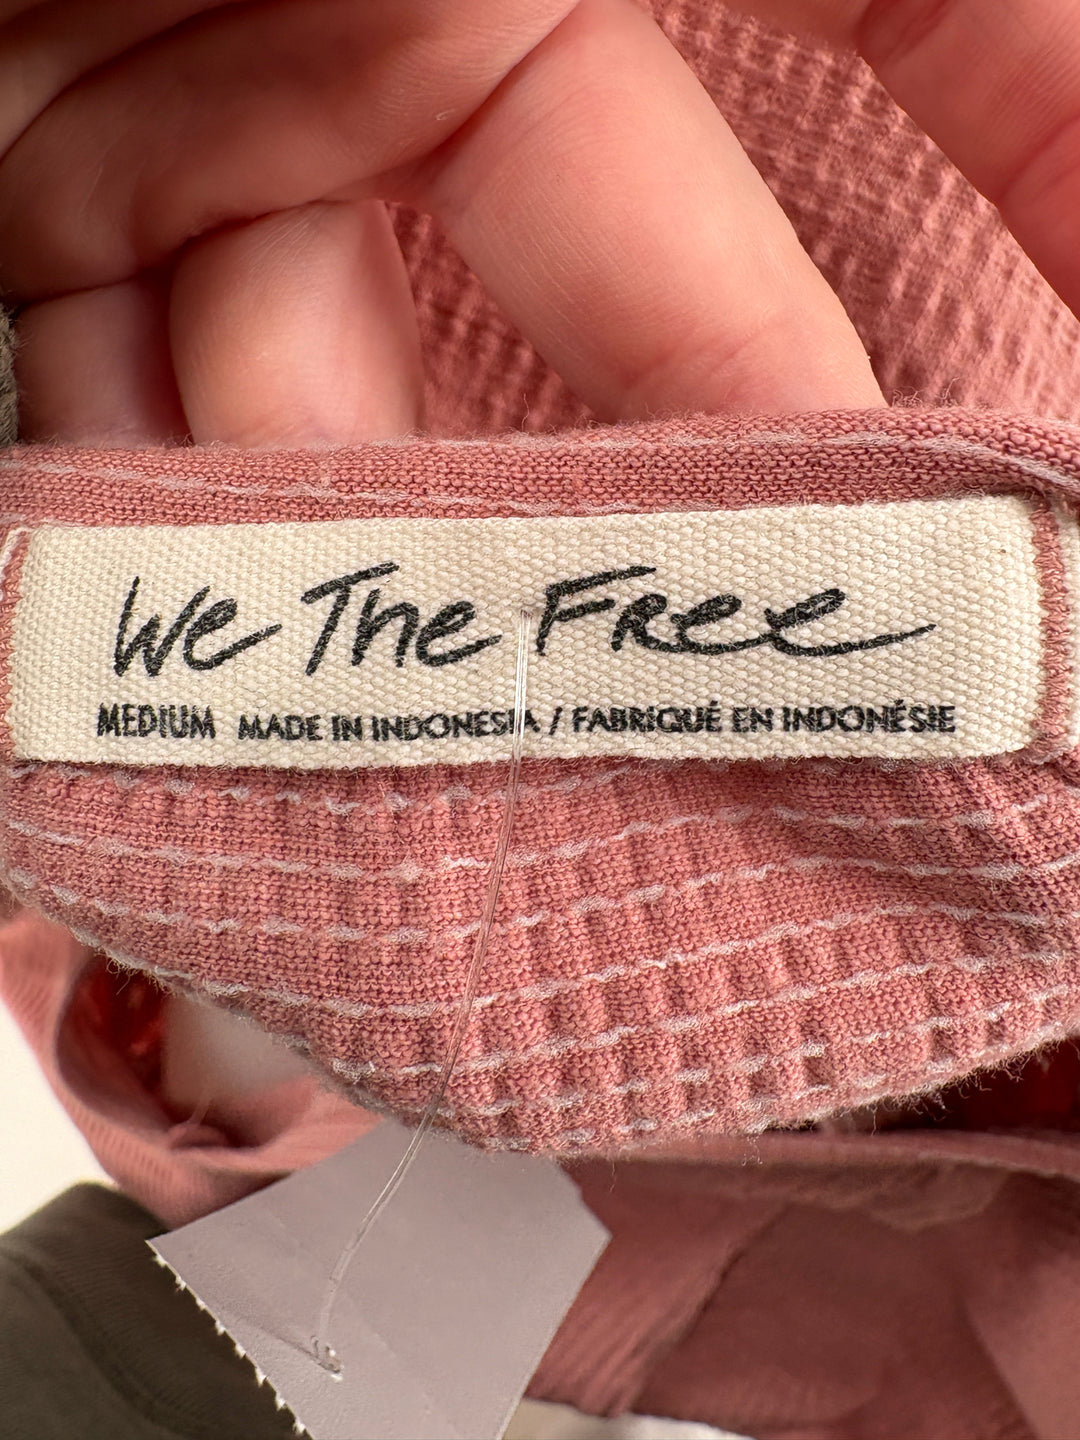 We The Free
MEDIUM MADE IN INDONESIA / FABRIQUÉ EN INDONÉSIE